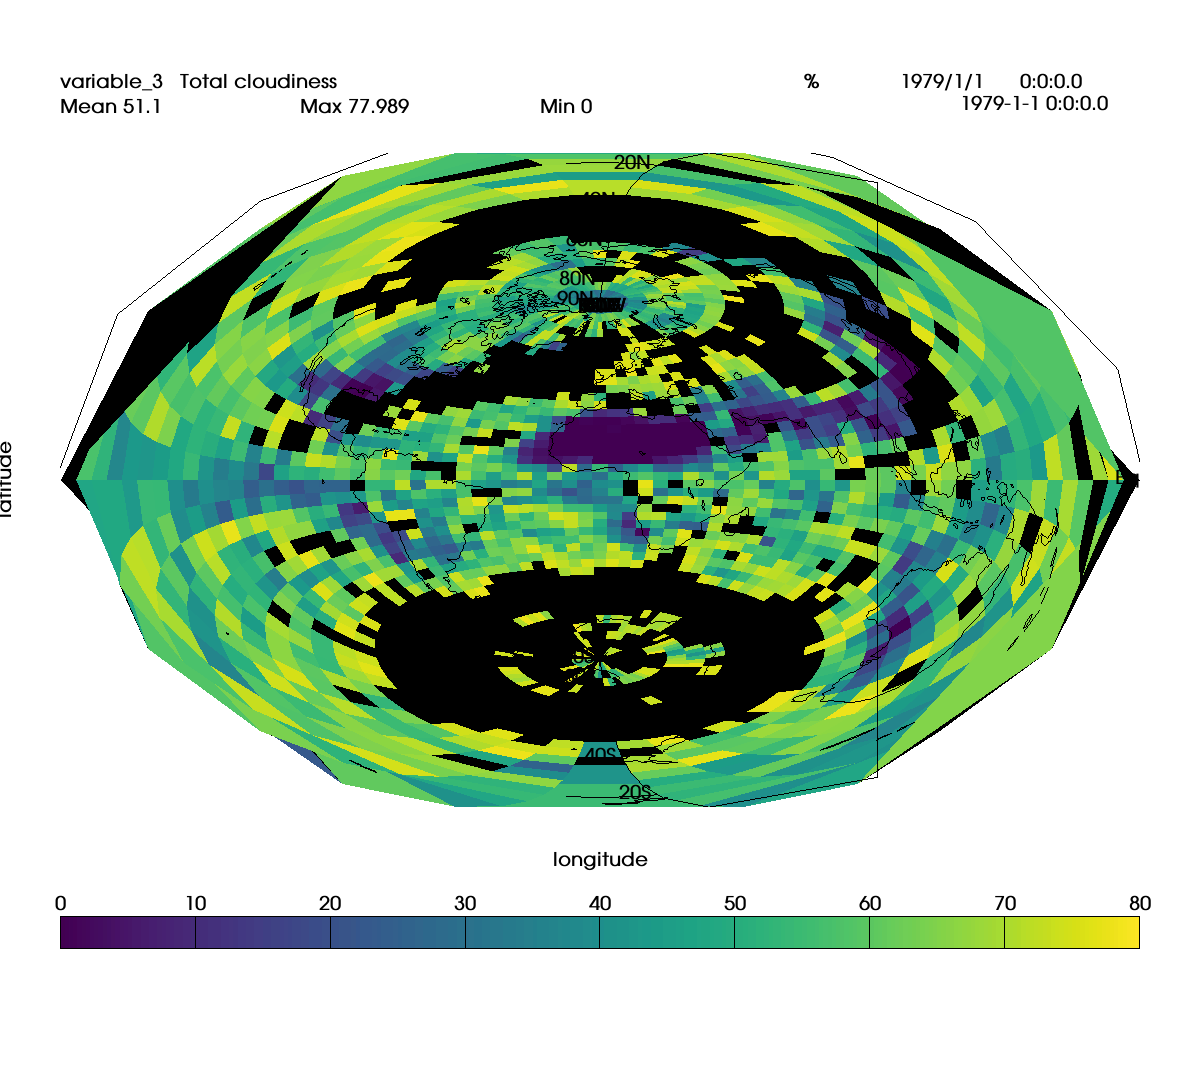 variable_3 Total cloudiness % 1979/1/1 0:0:0.0
Mean 51.1 Max 77.989 Min 0 1979-1-1 0:0:0.0
20N
80N
90N
latitude
40S
20S
longitude
0 10 20 30 40 50 60 70 80